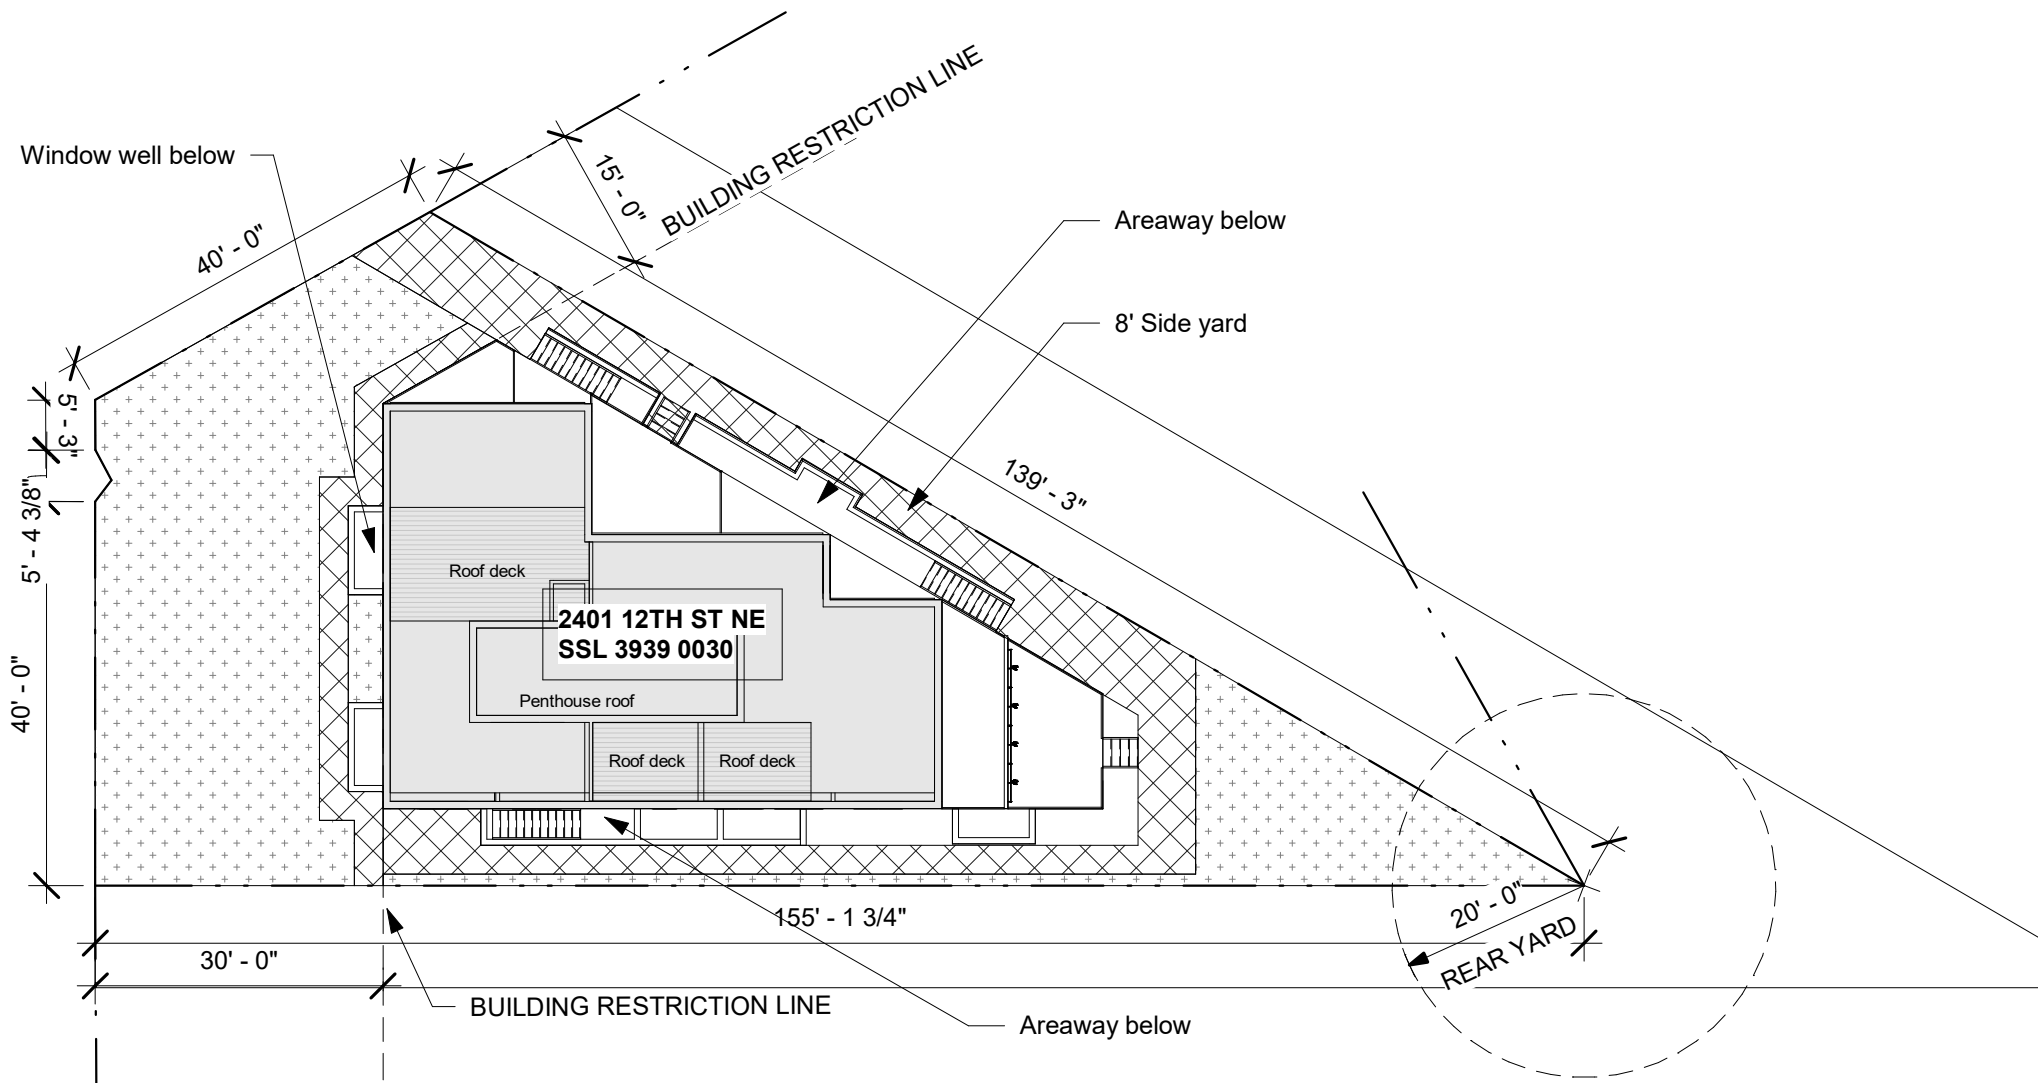 BUILDING RESTRICTION LINE
Window well below
15' - 0"
40' - 0"
Areaway below
8' Side yard
5' - 3"
139' - 3"
5' - 4 3/8"
Roof deck
2401 12TH ST NE
SSL 3939 0030
40' - 0"
Penthouse roof
Roof deck
Roof deck
155' - 1 3/4"
20' - 0"
REAR YARD
30' - 0"
BUILDING RESTRICTION LINE
Areaway below